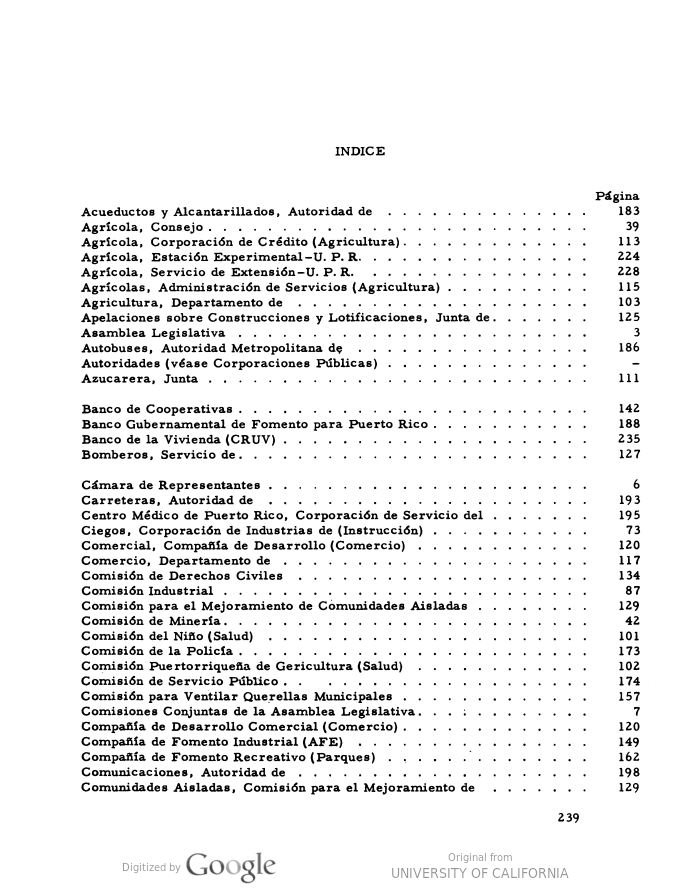 INDICE
Página
Acueductos y Alcantarillados, Autoridad de . . . . . . . . . . . . . . 183
Agrícola, Consejo . . . . . . . . . . . . . . . . . . . . . . . . . . 39
Agrícola, Corporación de Crédito (Agricultura) . . . . . . . . . . . . . 113
Agrícola, Estación Experimental-U. P. R. . . . . . . . . . . . . . . . 224
Agrícolas, Servicio de Extensión-U. P. R. . . . . . . . . . . . . . . . 228
Agrícolas, Administración de Servicios (Agricultura) . . . . . . . . . . 115
Agricultura, Departamento de . . . . . . . . . . . . . . . . . . . . 103
Apelaciones sobre Construcciones y Lotificaciones, Junta de . . . . . . . 125
Asamblea Legislativa . . . . . . . . . . . . . . . . . . . . . . . . 3
Autobuses, Autoridad Metropolitana de . . . . . . . . . . . . . . . . 186
Autoridades (véase Corporaciones Públicas) . . . . . . . . . . . . . . –
Azucarera, Junta . . . . . . . . . . . . . . . . . . . . . . . . . . 111
Banco de Cooperativas . . . . . . . . . . . . . . . . . . . . . . . . 142
Banco Gubernamental de Fomento para Puerto Rico . . . . . . . . . . . 188
Banco de la Vivienda (CRUV) . . . . . . . . . . . . . . . . . . . . . 235
Bomberos, Servicio de . . . . . . . . . . . . . . . . . . . . . . . . 127
Cámara de Representantes . . . . . . . . . . . . . . . . . . . . . . 6
Carreteras, Autoridad de . . . . . . . . . . . . . . . . . . . . . . 193
Centro Médico de Puerto Rico, Corporación de Servicio del . . . . . . . 195
Ciegos, Corporación de Industrias de (Instrucción) . . . . . . . . . . . 73
Comercial, Compañía de Desarrollo (Comercio) . . . . . . . . . . . . 120
Comercio, Departamento de . . . . . . . . . . . . . . . . . . . . . 117
Comisión de Derechos Civiles . . . . . . . . . . . . . . . . . . . . 134
Comisión Industrial . . . . . . . . . . . . . . . . . . . . . . . . . 87
Comisión para el Mejoramiento de Comunidades Aisladas . . . . . . . . 129
Comisión de Minería . . . . . . . . . . . . . . . . . . . . . . . . . 42
Comisión del Niño (Salud) . . . . . . . . . . . . . . . . . . . . . . 101
Comisión de la Policía . . . . . . . . . . . . . . . . . . . . . . . . 173
Comisión Puertorriqueña de Gericultura (Salud) . . . . . . . . . . . . 102
Comisión de Servicio Público . . . . . . . . . . . . . . . . . . . . 174
Comisión para Ventilar Querellas Municipales . . . . . . . . . . . . . 157
Comisiones Conjuntas de la Asamblea Legislativa . . . . . . . . . . . . 7
Compañía de Desarrollo Comercial (Comercio) . . . . . . . . . . . . . 120
Compañía de Fomento Industrial (AFE) . . . . . . . . . . . . . . . . 149
Compañía de Fomento Recreativo (Parques) . . . . . . . . . . . . . . 162
Comunicaciones, Autoridad de . . . . . . . . . . . . . . . . . . . . 198
Comunidades Aisladas, Comisión para el Mejoramiento de . . . . . . . 129
239
Digitized by Google
Original from
UNIVERSITY OF CALIFORNIA